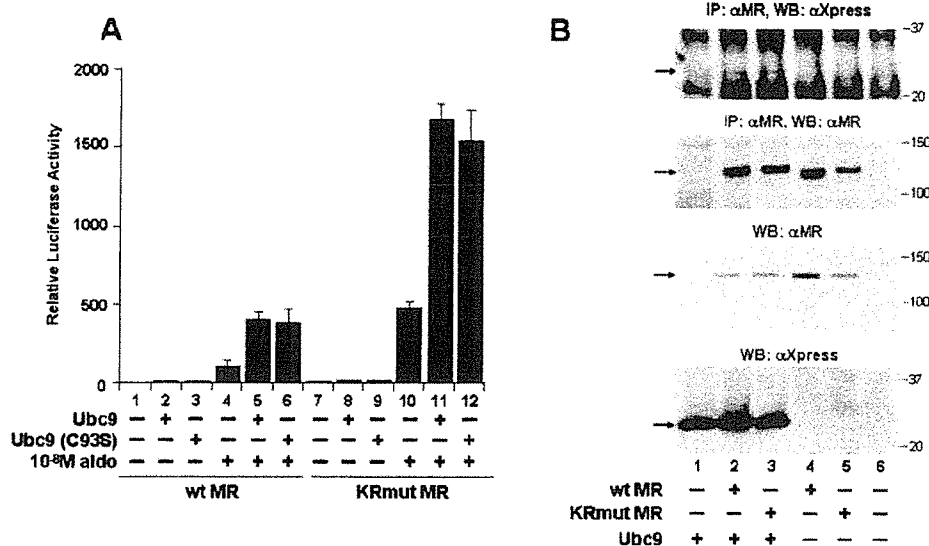 A
Relative Luciferase Activity
2000
1500
1000
500
0
1 2 3 4 5 6 7 8 9 10 11 12
Ubc9 − + − − + − − + − − + −
Ubc9 (C93S) − − + − − + − − + − − +
10⁻⁸M aldo − − − + + + − − − + + +
wt MR KRmut MR
B
IP: αMR, WB: αXpress
−37
−20
IP: αMR, WB: αMR
−150
−100
WB: αMR
−150
−100
WB: αXpress
−37
−20
1 2 3 4 5 6
wt MR − + − + − −
KRmut MR − − + − + −
Ubc9 + + + − − −